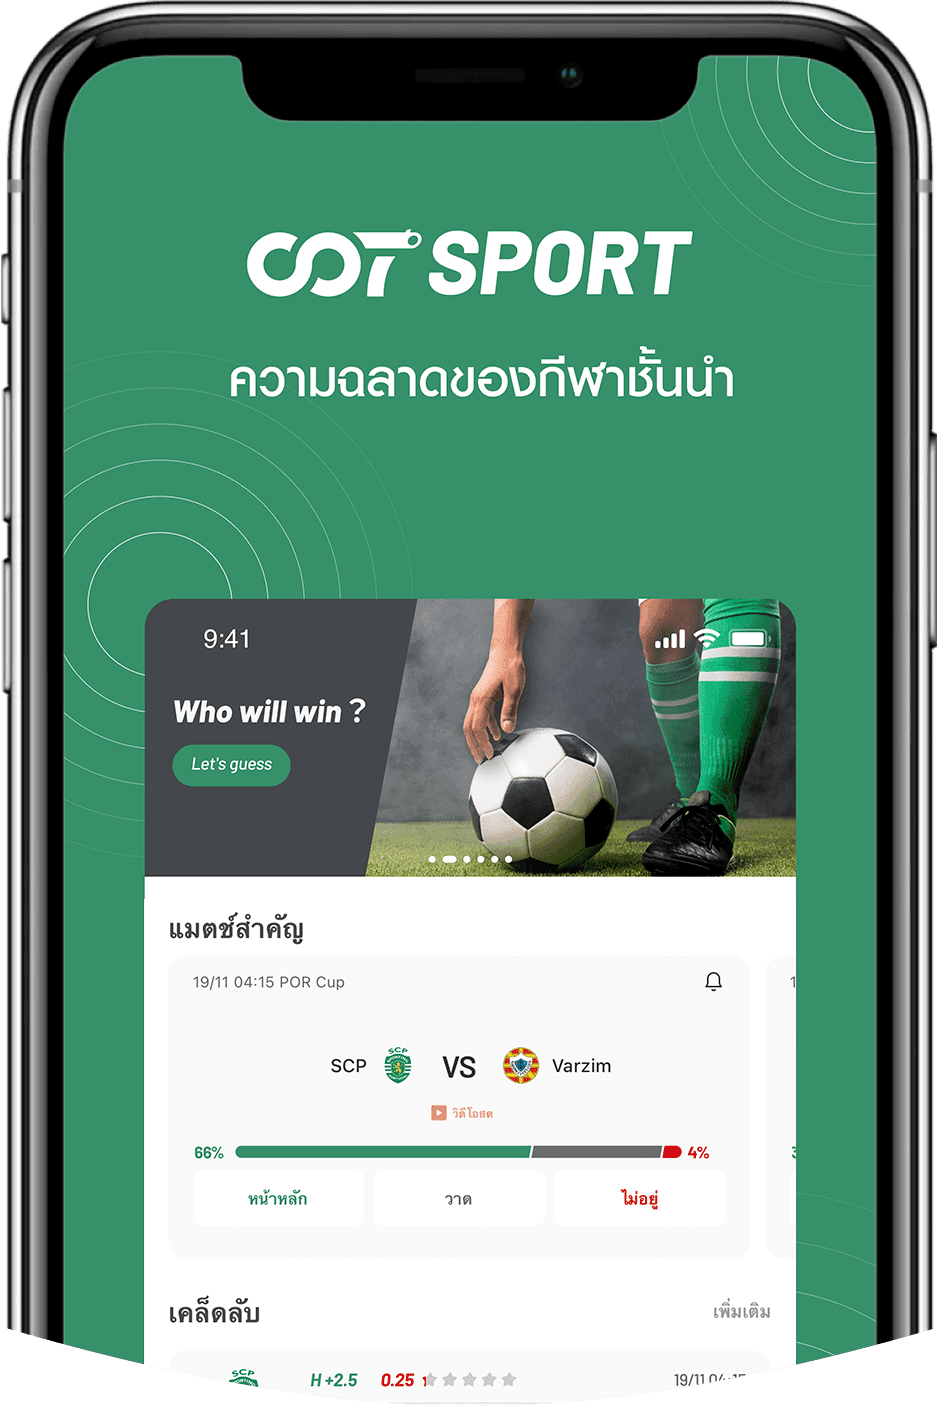 OOT SPORT
ความฉลาดของกีฬาชั้นนำ
9:41
Who will win ?
Let's guess
แมตช์สำคัญ
19/11 04:15 POR Cup
SCP VS Varzim
วิดีโอสด
66% 4%
หน้าหลัก วาด ไม่อยู่
เคล็ดลับ เพิ่มเติม
SCP H +2.5 0.25 19/11 04:15